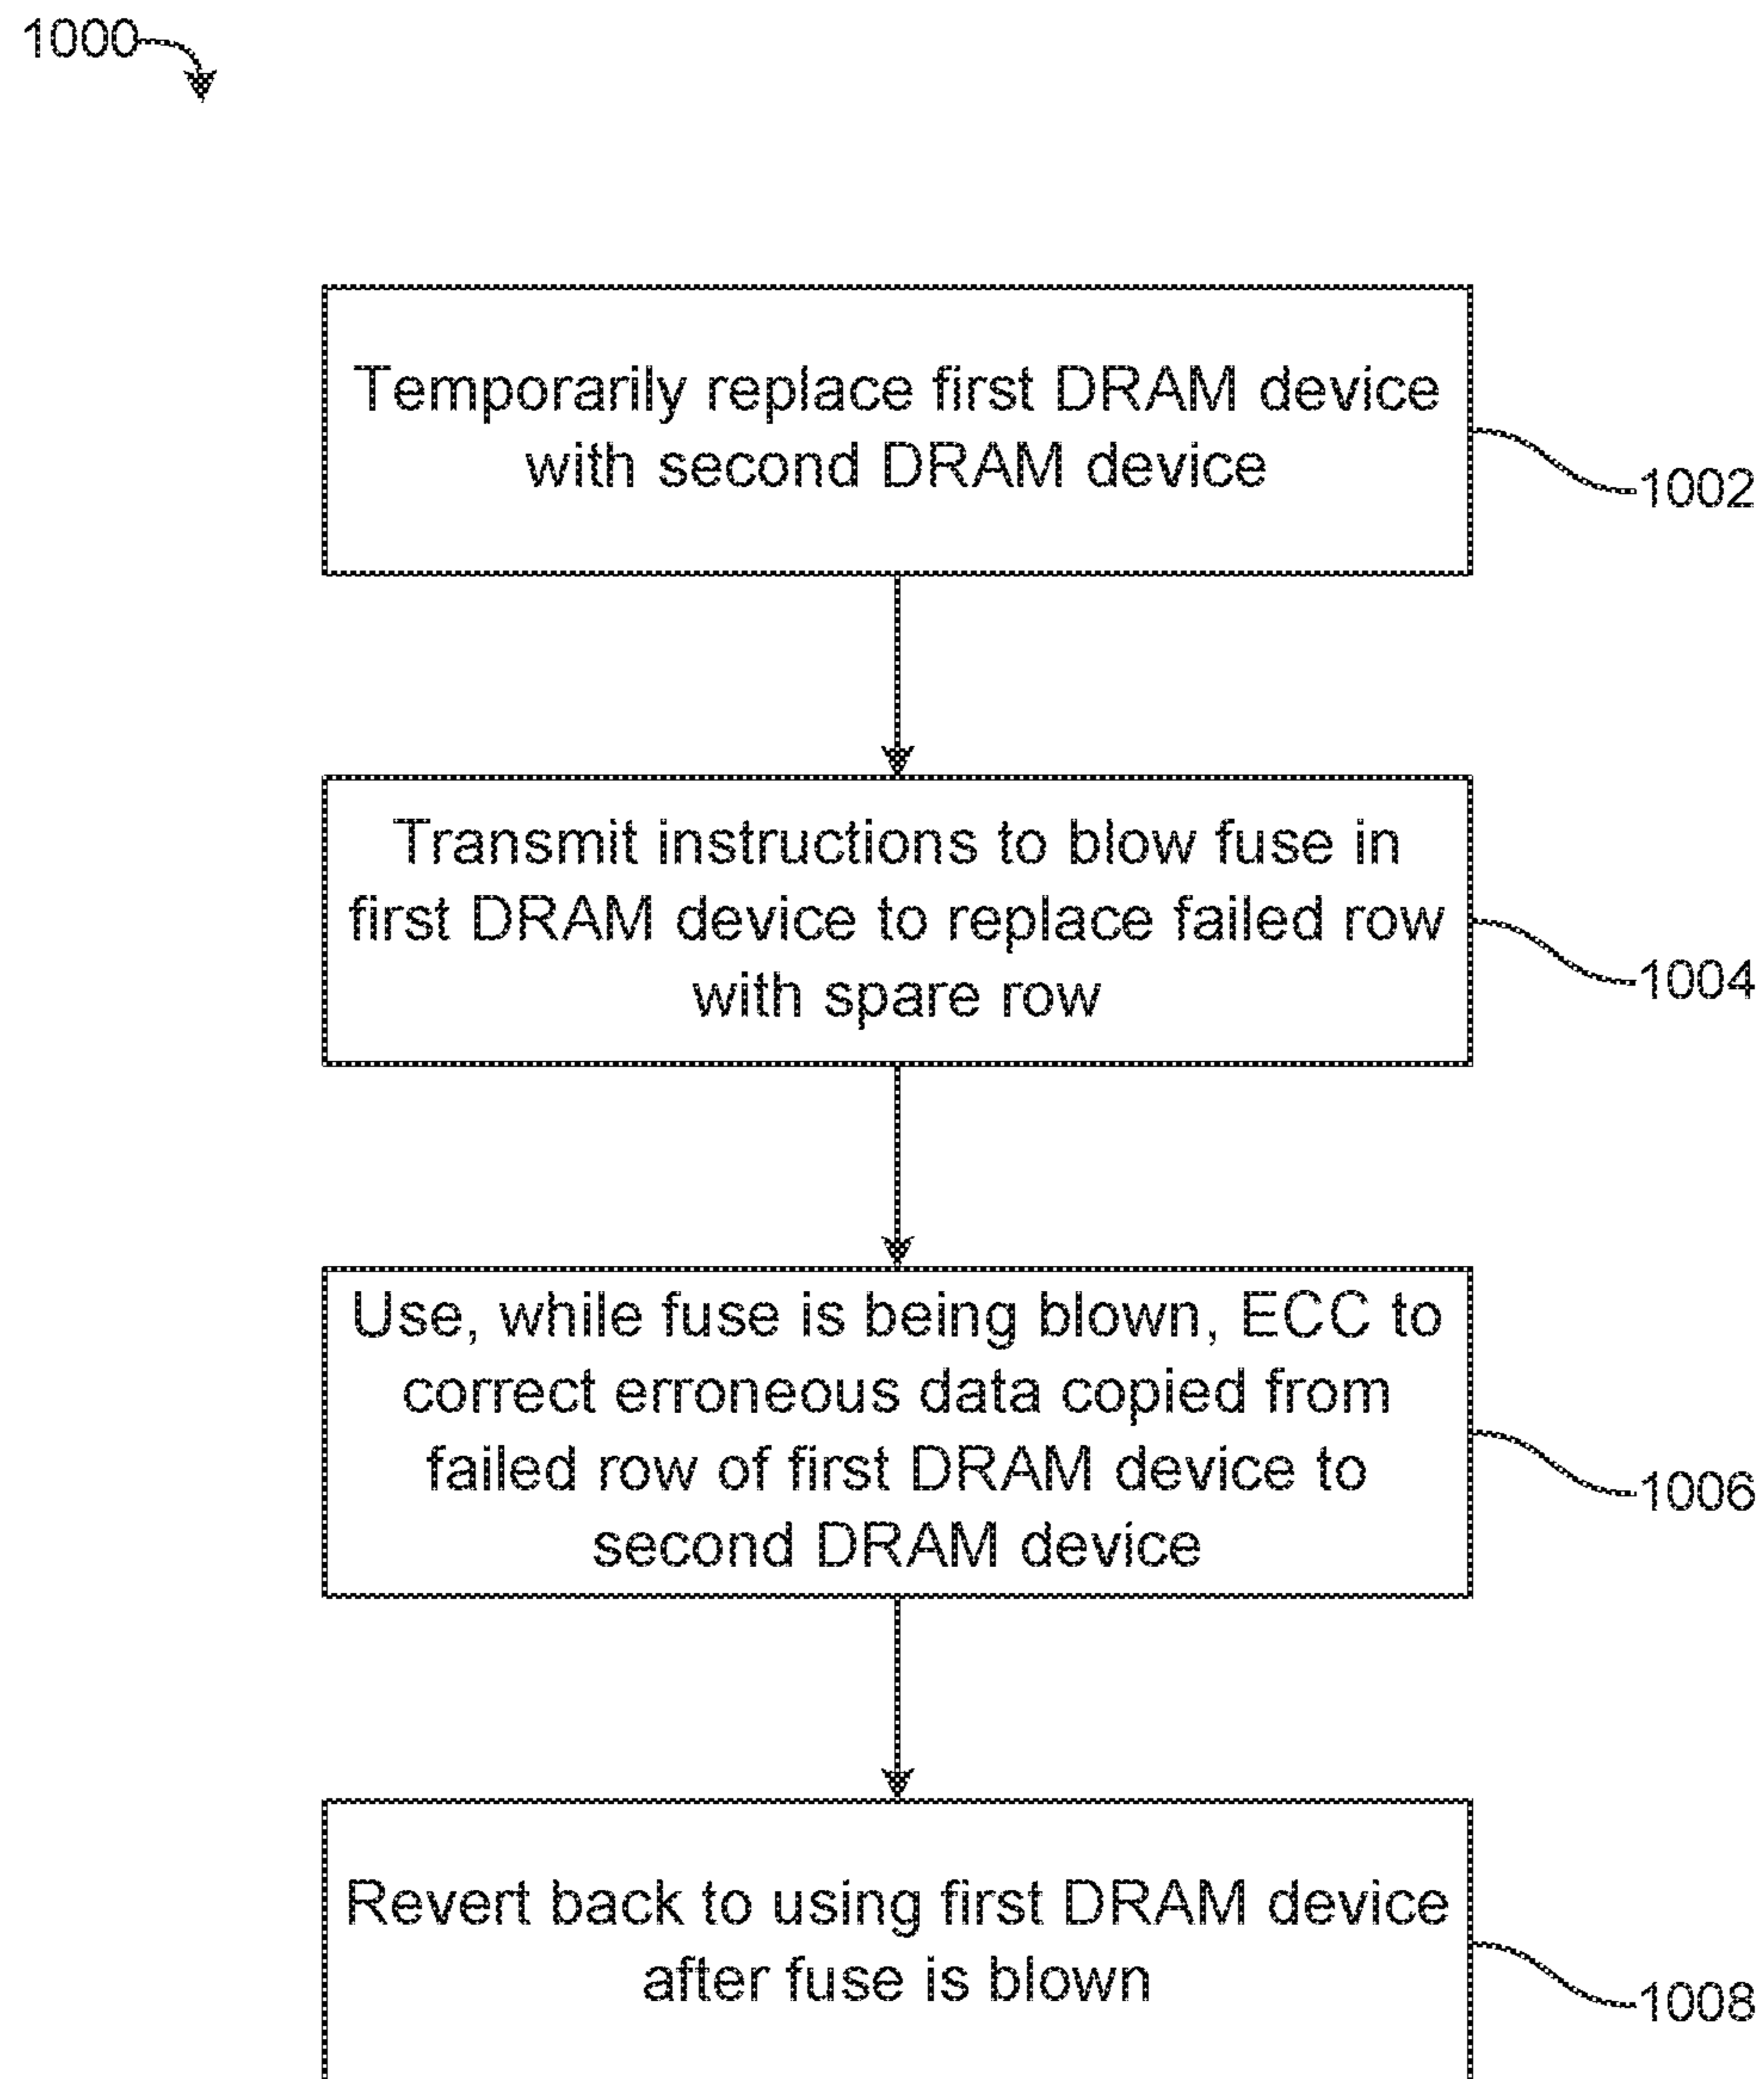 1000
Temporarily replace first DRAM device
with second DRAM device
1002
Transmit instructions to blow fuse in
first DRAM device to replace failed row
with spare row
1004
Use, while fuse is being blown, ECC to
correct erroneous data copied from
failed row of first DRAM device to
second DRAM device
1006
Revert back to using first DRAM device
after fuse is blown
1008